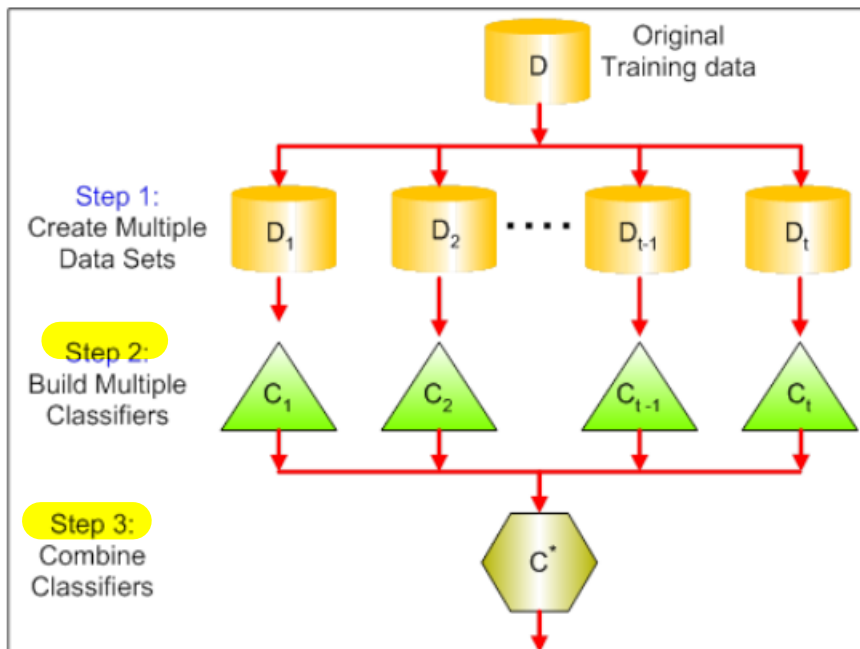 Original
Training data
D
Step 1:
Create Multiple
Data Sets
D₁
D₂
....
Dₜ₋₁
Dₜ
Step 2:
Build Multiple
Classifiers
C₁
C₂
Cₜ₋₁
Cₜ
Step 3:
Combine
Classifiers
C*